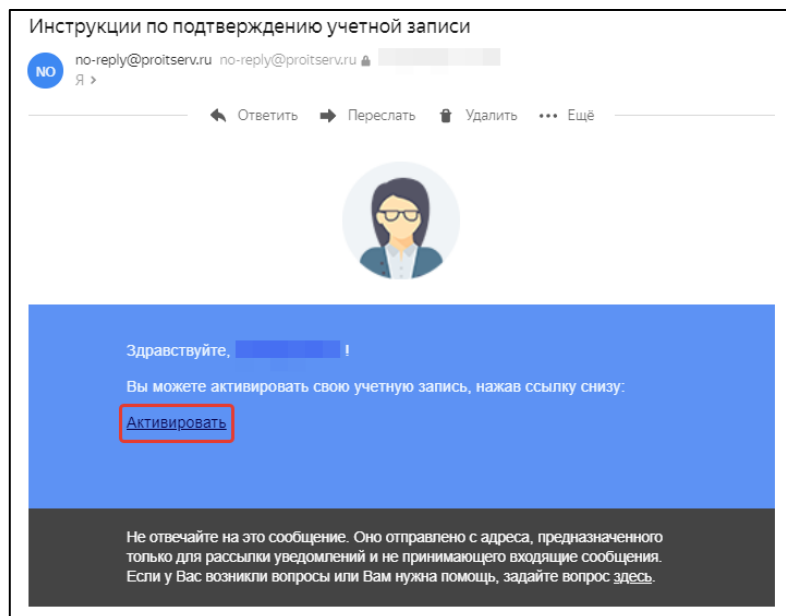 Инструкции по подтверждению учетной записи
no-reply@proitserv.ru no-reply@proitserv.ru
NO
Я >
Ответить Переслать Удалить ••• Ещё
Здравствуйте, !
Вы можете активировать свою учетную запись, нажав ссылку снизу:
Активировать
Не отвечайте на это сообщение. Оно отправлено с адреса, предназначенного
только для рассылки уведомлений и не принимающего входящие сообщения.
Если у Вас возникли вопросы или Вам нужна помощь, задайте вопрос здесь.